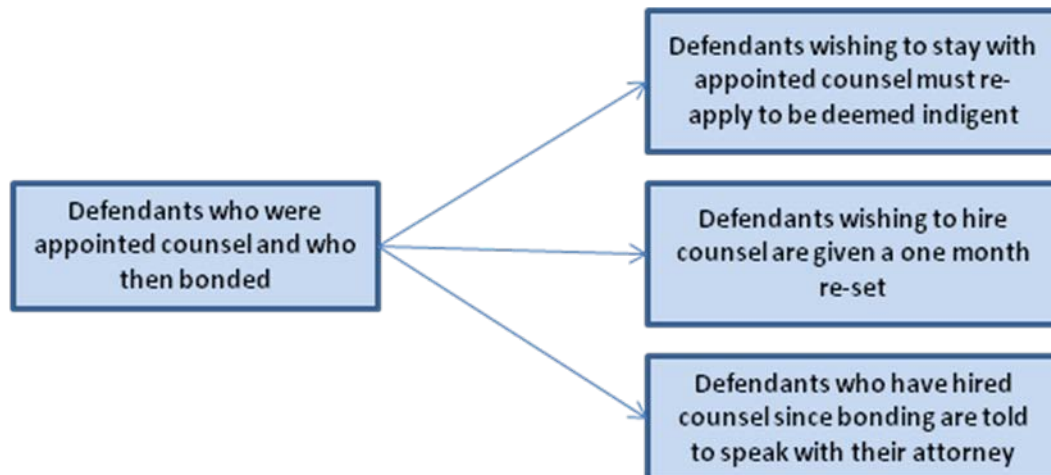 Defendants wishing to stay with
appointed counsel must re-
apply to be deemed indigent
Defendants who were
appointed counsel and who
then bonded
Defendants wishing to hire
counsel are given a one month
re-set
Defendants who have hired
counsel since bonding are told
to speak with their attorney